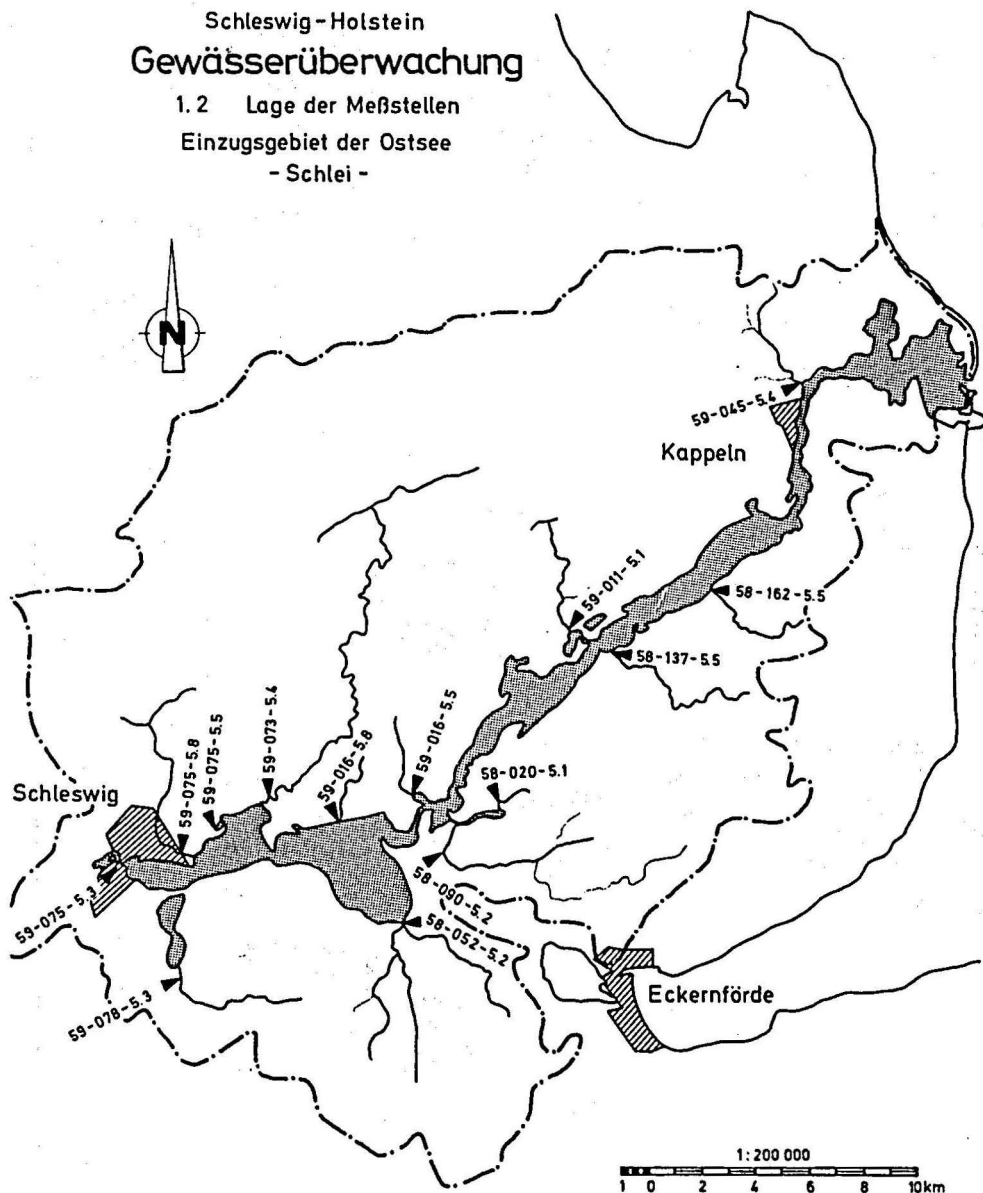 Schleswig-Holstein
Gewässerüberwachung
1.2 Lage der Meßstellen
Einzugsgebiet der Ostsee
- Schlei -
N
59-045-5.4
Kappeln
59-011-5.1
58-162-5.5
58-137-5.5
59-016-5.5
59-073-5.4
59-016-5.8
59-075-5.5
59-075-5.8
58-020-5.1
Schleswig
59-075-5.3
58-090-5.2
58-052-5.2
59-078-5.3
Eckernförde
1:200 000
1 0 2 4 6 8 10km